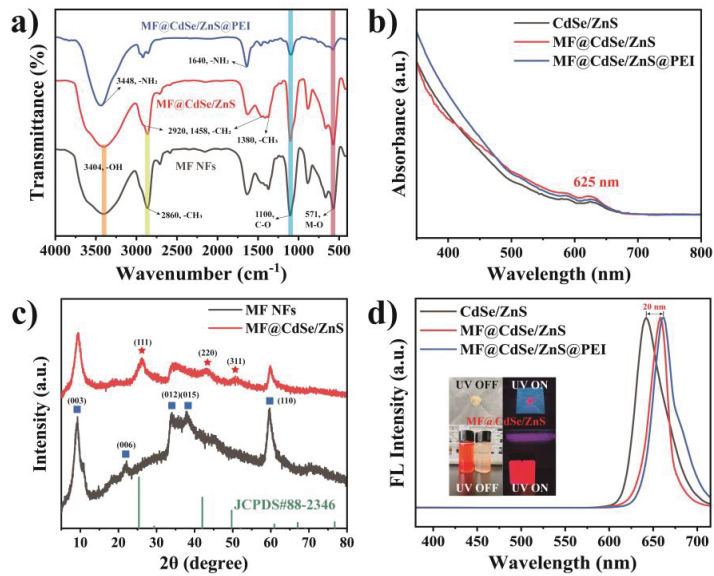 a)
MF@CdSe/ZnS@PEI
1640, -NH₂
3448, -NH₂
MF@CdSe/ZnS
2920, 1458, -CH₂
1380, -CH₃
3404, -OH
MF NFs
2860, -CH₃
1100,
C-O
571,
M-O
Transmittance (%)
4000 3500 3000 2500 2000 1500 1000 500
Wavenumber (cm⁻¹)
b)
CdSe/ZnS
MF@CdSe/ZnS
MF@CdSe/ZnS@PEI
625 nm
Absorbance (a.u.)
400 500 600 700 800
Wavelength (nm)
c)
MF NFs
MF@CdSe/ZnS
(111)
(220)
(311)
(003)
(006)
(012)(015)
(110)
JCPDS#88-2346
Intensity (a.u.)
5 20 35 50 65 80
2θ (degree)
d)
CdSe/ZnS
MF@CdSe/ZnS
MF@CdSe/ZnS@PEI
20 nm
UV OFF
UV ON
MF@CdSe/ZnS
UV OFF
UV ON
FL Intensity (a.u.)
400 450 500 550 600 650 700
Wavelength (nm)